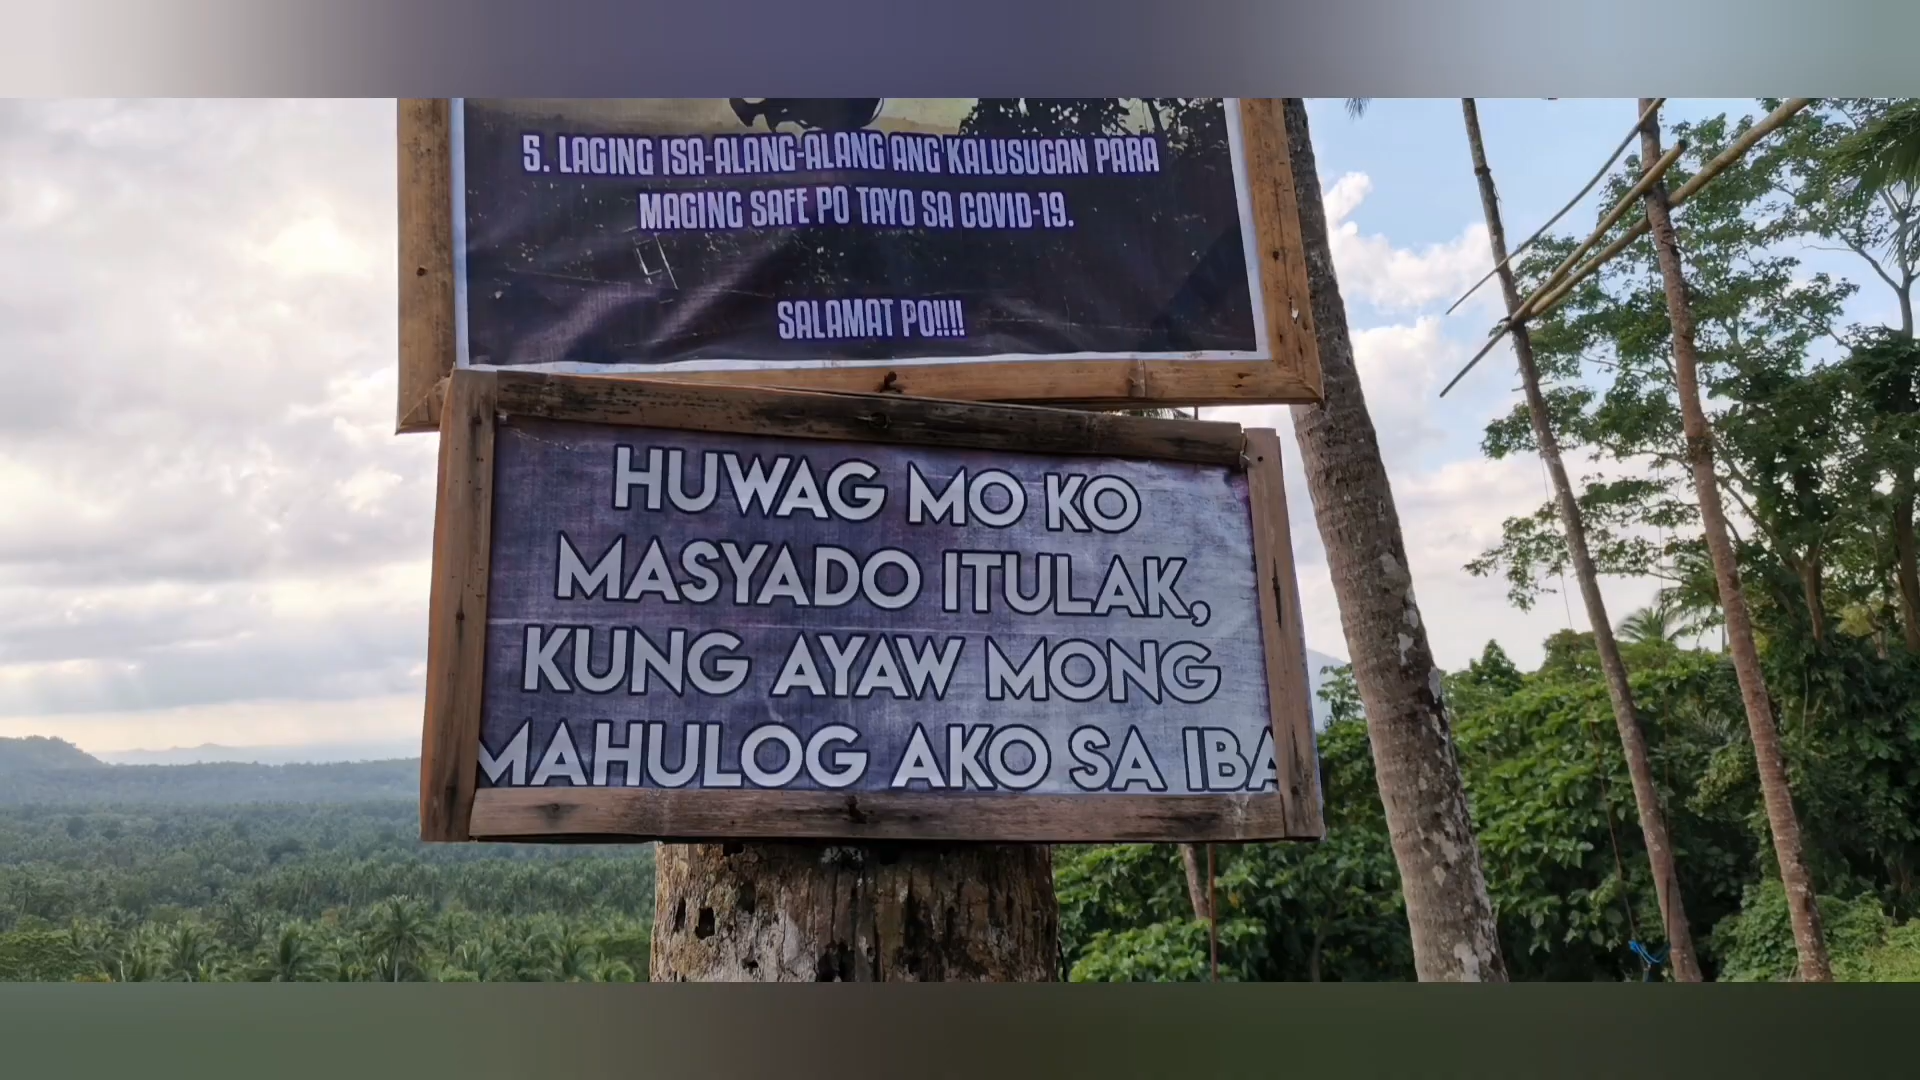 5. LAGING ISA-ALANG-ALANG ANG KALUSUGAN PARA
MAGING SAFE PO TAYO SA COVID-19.
SALAMAT PO!!!!
HUWAG MO KO
MASYADO ITULAK,
KUNG AYAW MONG
MAHULOG AKO SA IBA